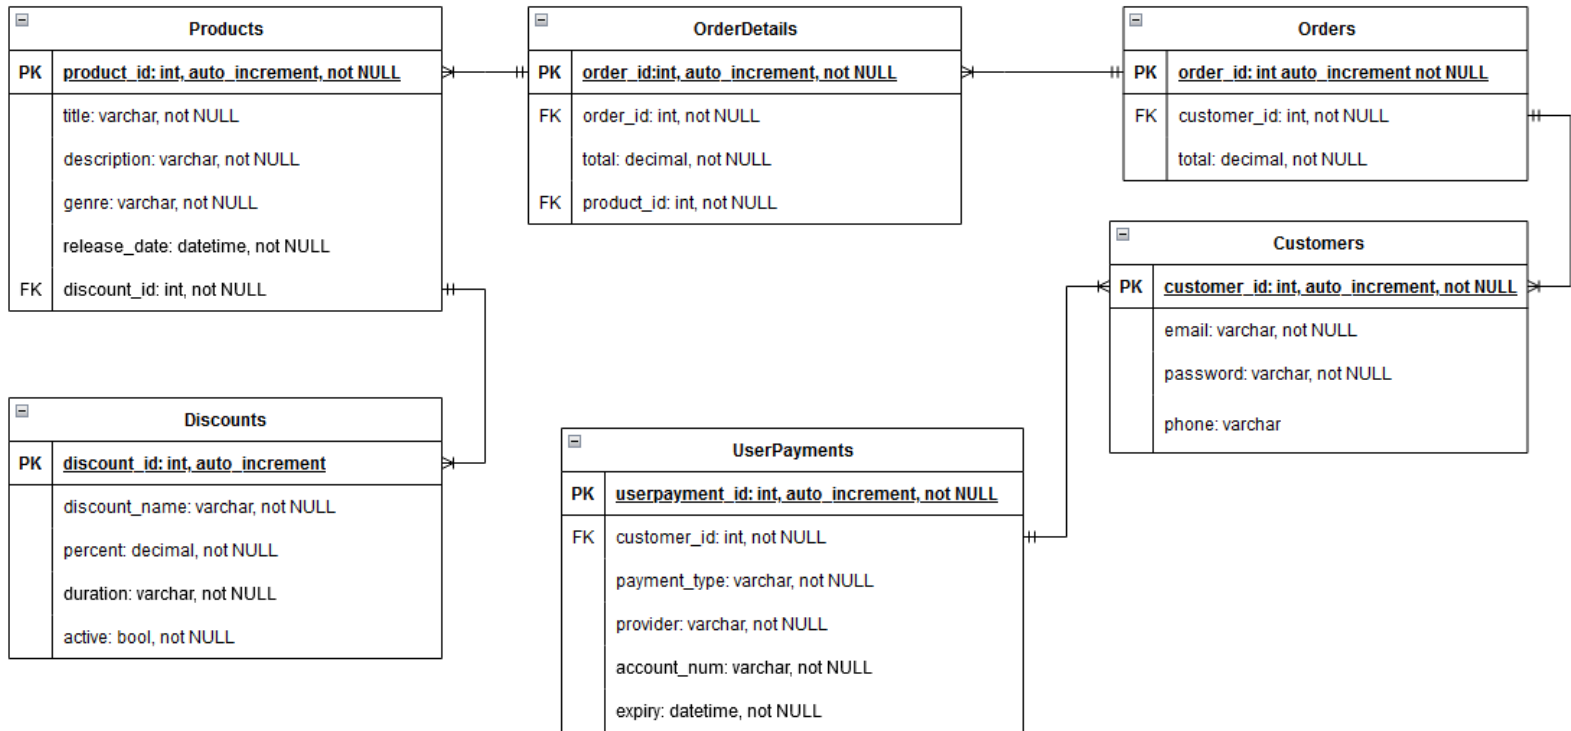 Products
PK product_id: int, auto_increment, not NULL
title: varchar, not NULL
description: varchar, not NULL
genre: varchar, not NULL
release_date: datetime, not NULL
FK discount_id: int, not NULL
OrderDetails
PK order_id:int, auto_increment, not NULL
FK order_id: int, not NULL
total: decimal, not NULL
FK product_id: int, not NULL
Orders
PK order_id: int auto_increment not NULL
FK customer_id: int, not NULL
total: decimal, not NULL
Customers
PK customer_id: int, auto_increment, not NULL
email: varchar, not NULL
password: varchar, not NULL
phone: varchar
Discounts
PK discount_id: int, auto_increment
discount_name: varchar, not NULL
percent: decimal, not NULL
duration: varchar, not NULL
active: bool, not NULL
UserPayments
PK userpayment_id: int, auto_increment, not NULL
FK customer_id: int, not NULL
payment_type: varchar, not NULL
provider: varchar, not NULL
account_num: varchar, not NULL
expiry: datetime, not NULL